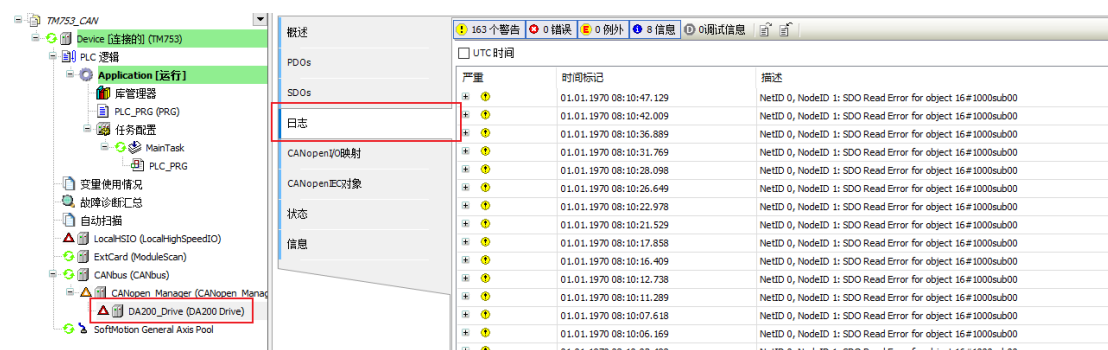 TM753_CAN
Device [连接的] (TM753)
PLC 逻辑
Application [运行]
库管理器
PLC_PRG (PRG)
任务配置
MainTask
PLC_PRG
变量使用情况
故障诊断汇总
自动扫描
LocalHSIO (LocalHighSpeedIO)
ExtCard (ModuleScan)
CANbus (CANbus)
CANopen_Manager (CANopen_Manag
DA200_Drive (DA200 Drive)
SoftMotion General Axis Pool
概述
PDOs
SDOs
日志
CANopenI/O映射
CANopenIEC对象
状态
信息
163 个警告 0 错误 0 例外 8 信息 0调试信息
UTC 时间
严重 时间标记 描述
01.01.1970 08:10:47.129 NetID 0, NodeID 1: SDO Read Error for object 16#1000sub00
01.01.1970 08:10:42.009 NetID 0, NodeID 1: SDO Read Error for object 16#1000sub00
01.01.1970 08:10:36.889 NetID 0, NodeID 1: SDO Read Error for object 16#1000sub00
01.01.1970 08:10:31.769 NetID 0, NodeID 1: SDO Read Error for object 16#1000sub00
01.01.1970 08:10:28.098 NetID 0, NodeID 1: SDO Read Error for object 16#1000sub00
01.01.1970 08:10:26.649 NetID 0, NodeID 1: SDO Read Error for object 16#1000sub00
01.01.1970 08:10:22.978 NetID 0, NodeID 1: SDO Read Error for object 16#1000sub00
01.01.1970 08:10:21.529 NetID 0, NodeID 1: SDO Read Error for object 16#1000sub00
01.01.1970 08:10:17.858 NetID 0, NodeID 1: SDO Read Error for object 16#1000sub00
01.01.1970 08:10:16.409 NetID 0, NodeID 1: SDO Read Error for object 16#1000sub00
01.01.1970 08:10:12.738 NetID 0, NodeID 1: SDO Read Error for object 16#1000sub00
01.01.1970 08:10:11.289 NetID 0, NodeID 1: SDO Read Error for object 16#1000sub00
01.01.1970 08:10:07.618 NetID 0, NodeID 1: SDO Read Error for object 16#1000sub00
01.01.1970 08:10:06.169 NetID 0, NodeID 1: SDO Read Error for object 16#1000sub00